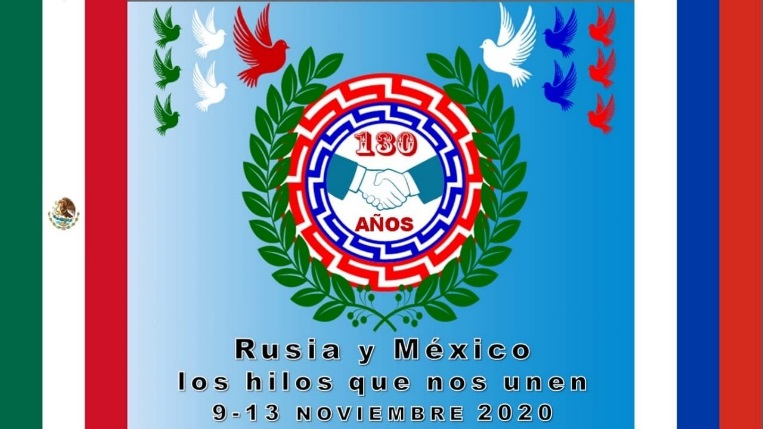 130
AÑOS
Rusia y México
los hilos que nos unen
9-13 NOVIEMBRE 2020